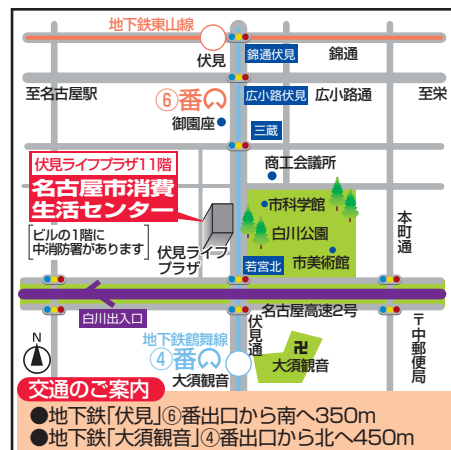 地下鉄東山線
伏見
錦通伏見
錦通
至名古屋駅
⑥番
広小路伏見
広小路通
至栄
御園座
三蔵
商工会議所
伏見ライフプラザ11階
名古屋市消費
生活センター
ビルの1階に
中消防署があります
伏見ライフ
プラザ
市科学館
白川公園
市美術館
若宮北
本町通
白川出入口
名古屋高速2号
伏見通
地下鉄鶴舞線
④番
大須観音
卍
大須観音
〒中郵便局
N
交通のご案内
●地下鉄「伏見」⑥番出口から南へ350m
●地下鉄「大須観音」④番出口から北へ450m